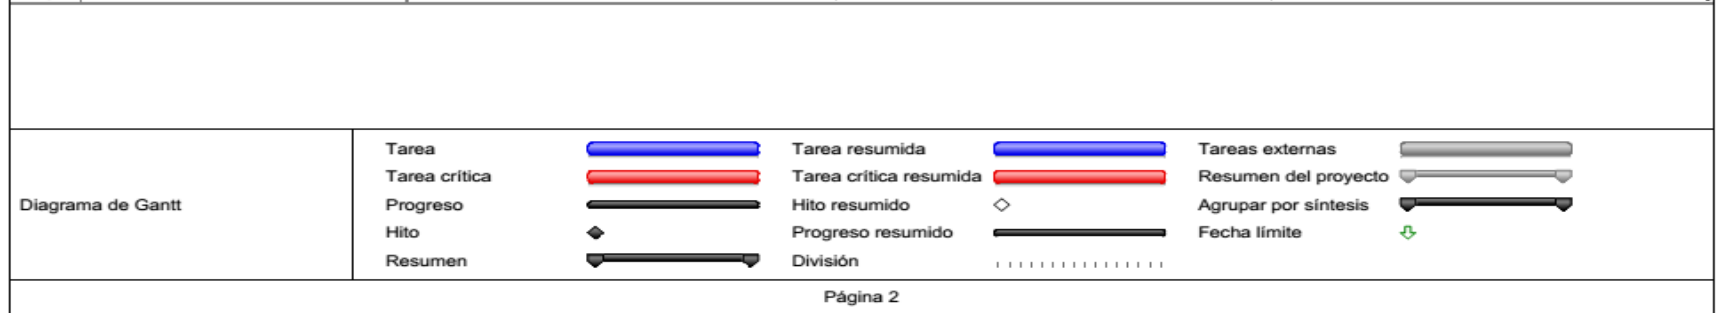 Diagrama de Gantt
Tarea
Tarea crítica
Progreso
Hito
Resumen
Tarea resumida
Tarea crítica resumida
Hito resumido
Progreso resumido
División
Tareas externas
Resumen del proyecto
Agrupar por síntesis
Fecha límite
Página 2